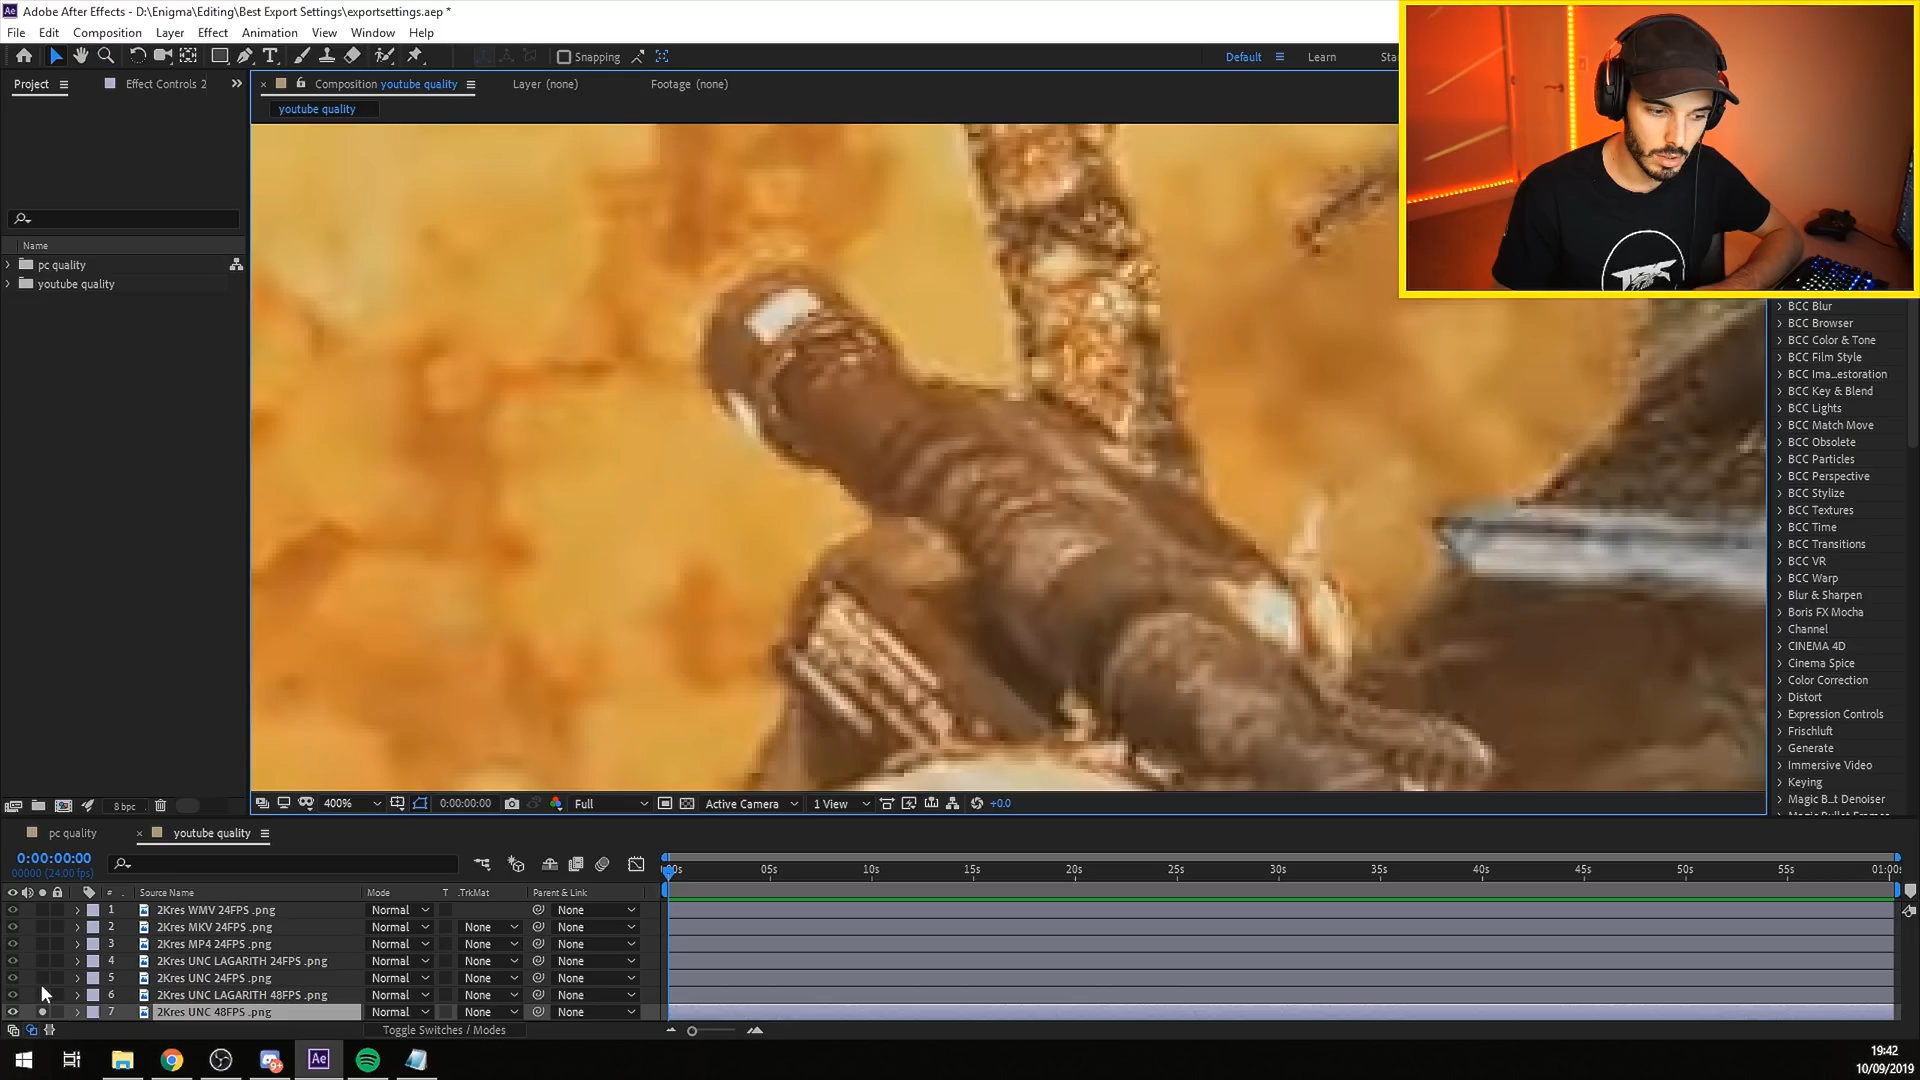 Adobe After Effects - D:\Enigma\Editing\Best Export Settings\exportsettings.aep *
File Edit Composition Layer Effect Animation View Window Help
Snapping
Default
Learn
Project
Effect Controls 2
Composition youtube quality
Layer (none)
Footage (none)
youtube quality
Name
pc quality
youtube quality
BCC Blur
BCC Browser
BCC Color & Tone
BCC Film Style
BCC Ima...estoration
BCC Key & Blend
BCC Lights
BCC Match Move
BCC Obsolete
BCC Particles
BCC Perspective
BCC Stylize
BCC Textures
BCC Time
BCC Transitions
BCC VR
BCC Warp
Blur & Sharpen
Boris FX Mocha
Channel
CINEMA 4D
Cinema Spice
Color Correction
Distort
Expression Controls
Frischluft
Generate
Immersive Video
Keying
Magic B...t Denoiser
8 bpc
400%
0:00:00:00
Full
Active Camera
1 View
+0.0
pc quality
youtube quality
0:00:00:00
00000 (24.00 fps)
05s 10s 15s 20s 25s 30s 35s 40s 45s 50s 55s 01:00
# Source Name Mode T .TrkMat Parent & Link
1 2Kres WMV 24FPS .png Normal None
2 2Kres MKV 24FPS .png Normal None None
3 2Kres MP4 24FPS .png Normal None None
4 2Kres UNC LAGARITH 24FPS .png Normal None None
5 2Kres UNC 24FPS .png Normal None None
6 2Kres UNC LAGARITH 48FPS .png Normal None None
7 2Kres UNC 48FPS .png Normal None None
Toggle Switches / Modes
9+
Ae
19:42
10/09/2019